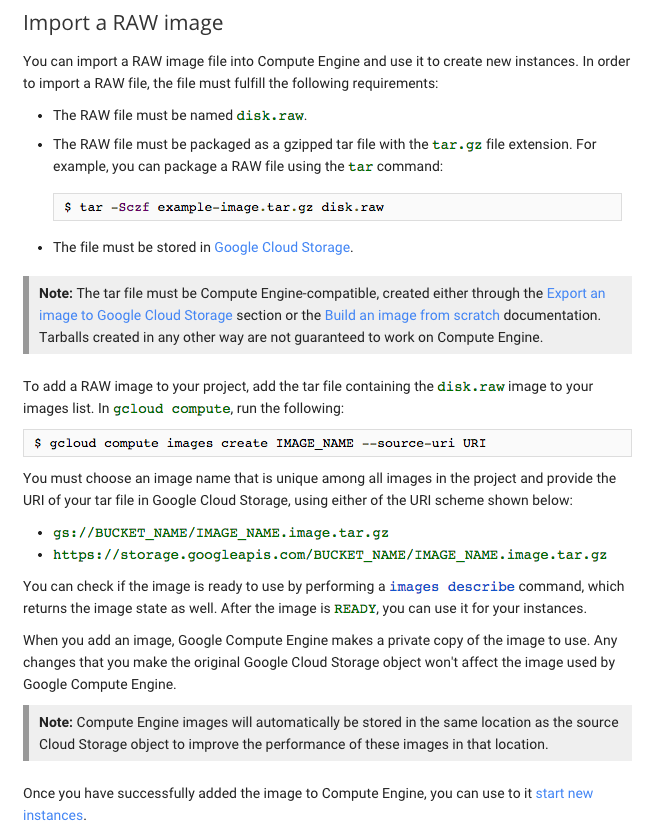 Import a RAW image
You can import a RAW image file into Compute Engine and use it to create new instances. In order
to import a RAW file, the file must fulfill the following requirements:
• The RAW file must be named disk.raw.
• The RAW file must be packaged as a gzipped tar file with the tar.gz file extension. For
example, you can package a RAW file using the tar command:
$ tar -Sczf example-image.tar.gz disk.raw
• The file must be stored in Google Cloud Storage.
Note: The tar file must be Compute Engine-compatible, created either through the Export an
image to Google Cloud Storage section or the Build an image from scratch documentation.
Tarballs created in any other way are not guaranteed to work on Compute Engine.
To add a RAW image to your project, add the tar file containing the disk.raw image to your
images list. In gcloud compute, run the following:
$ gcloud compute images create IMAGE_NAME --source-uri URI
You must choose an image name that is unique among all images in the project and provide the
URI of your tar file in Google Cloud Storage, using either of the URI scheme shown below:
• gs://BUCKET_NAME/IMAGE_NAME.image.tar.gz
• https://storage.googleapis.com/BUCKET_NAME/IMAGE_NAME.image.tar.gz
You can check if the image is ready to use by performing a images describe command, which
returns the image state as well. After the image is READY, you can use it for your instances.
When you add an image, Google Compute Engine makes a private copy of the image to use. Any
changes that you make the original Google Cloud Storage object won't affect the image used by
Google Compute Engine.
Note: Compute Engine images will automatically be stored in the same location as the source
Cloud Storage object to improve the performance of these images in that location.
Once you have successfully added the image to Compute Engine, you can use to it start new
instances.